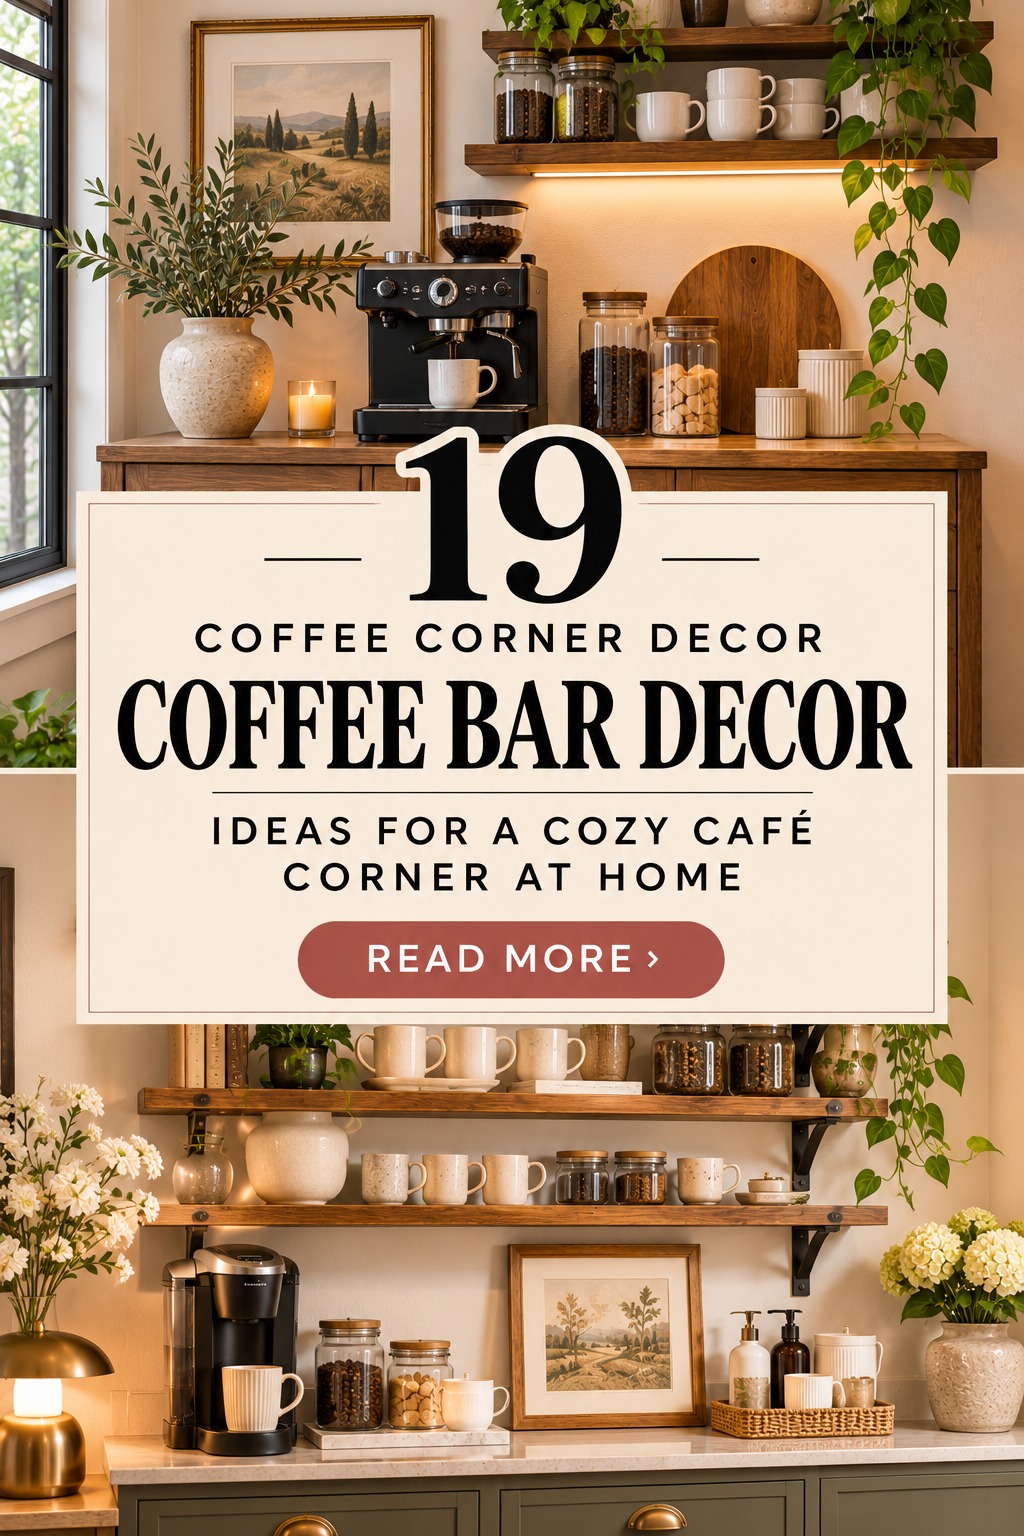 19
COFFEE CORNER DECOR
COFFEE BAR DECOR
IDEAS FOR A COZY CAFÉ
CORNER AT HOME
READ MORE ›